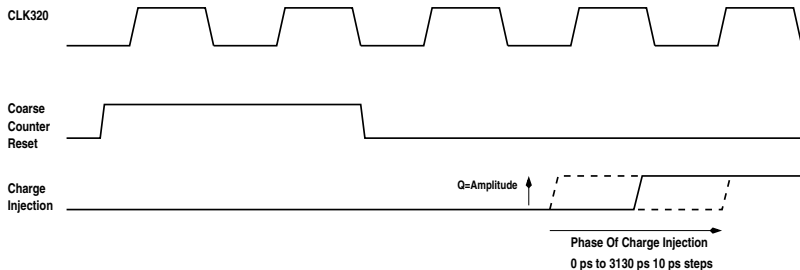 CLK320
Coarse
Counter
Reset
Charge
Injection
Q=Amplitude
Phase Of Charge Injection
0 ps to 3130 ps 10 ps steps